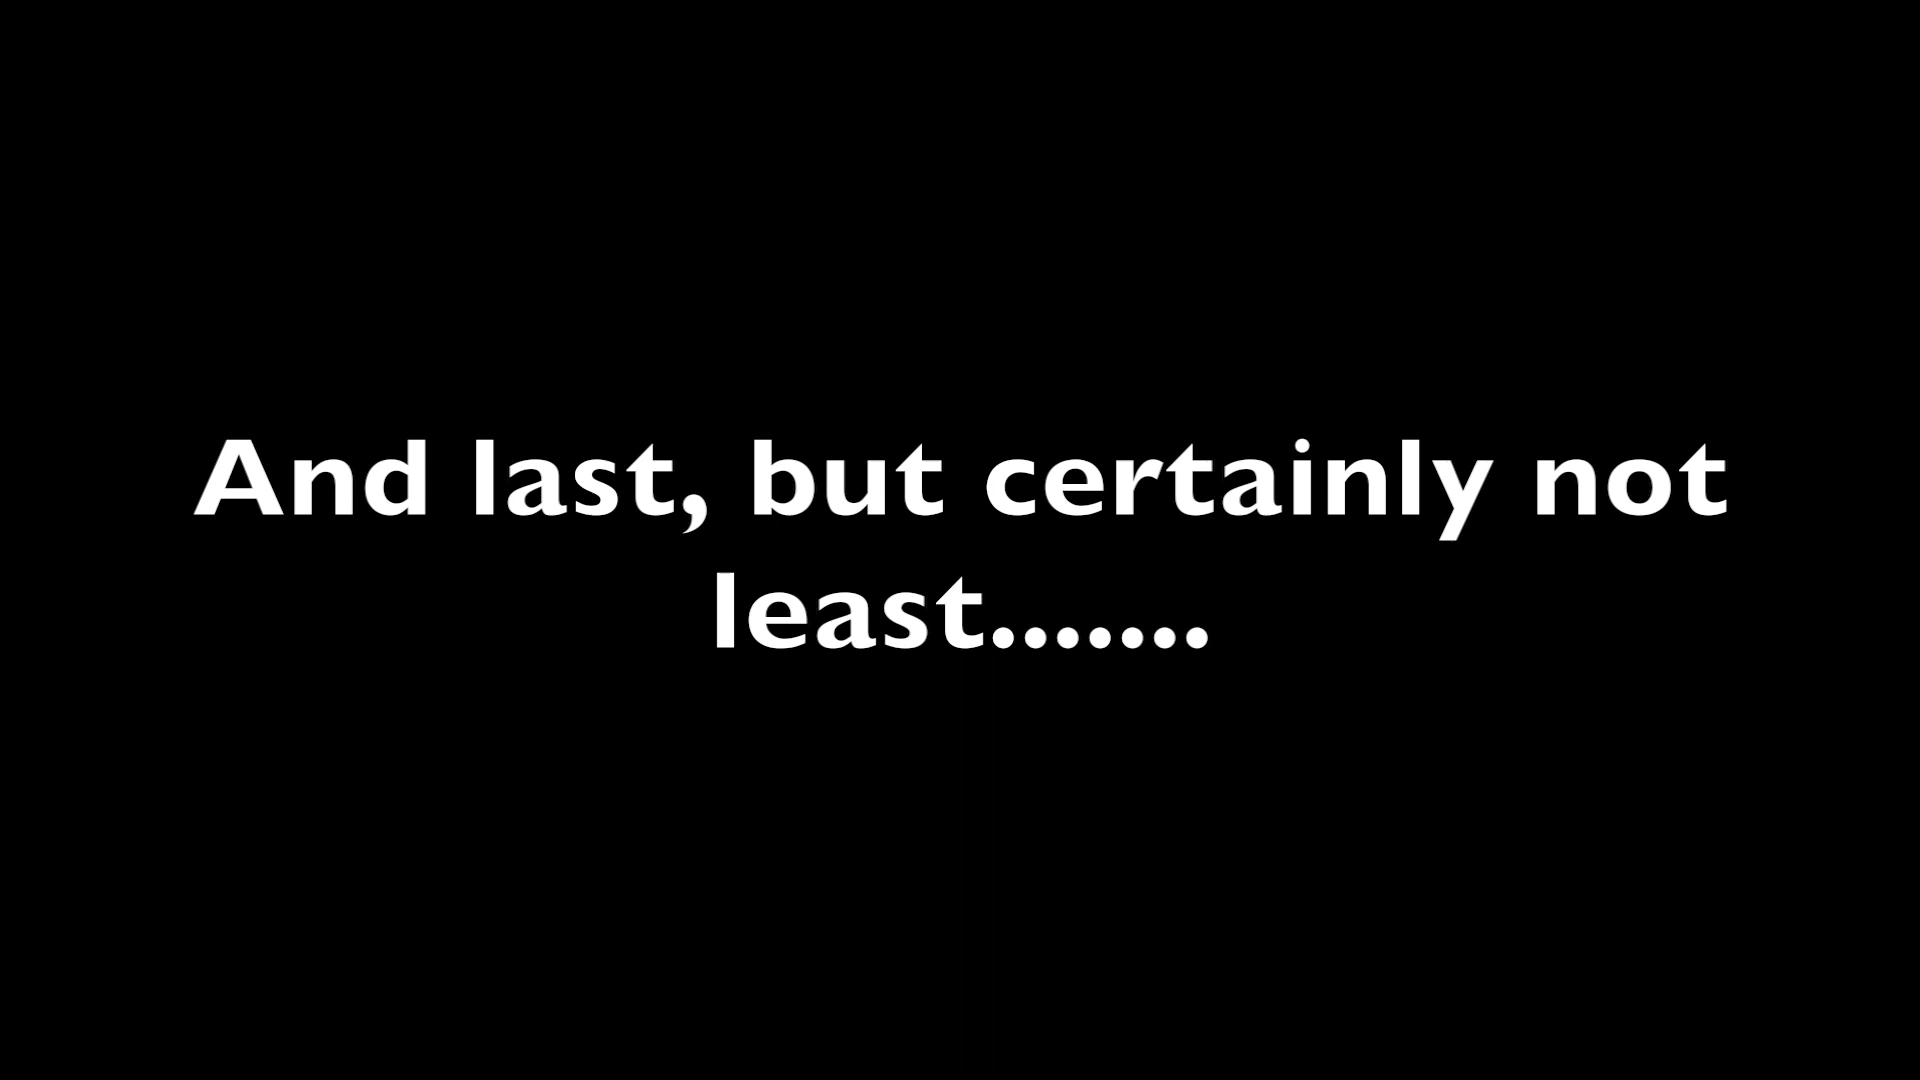 And last, but certainly not
least.......